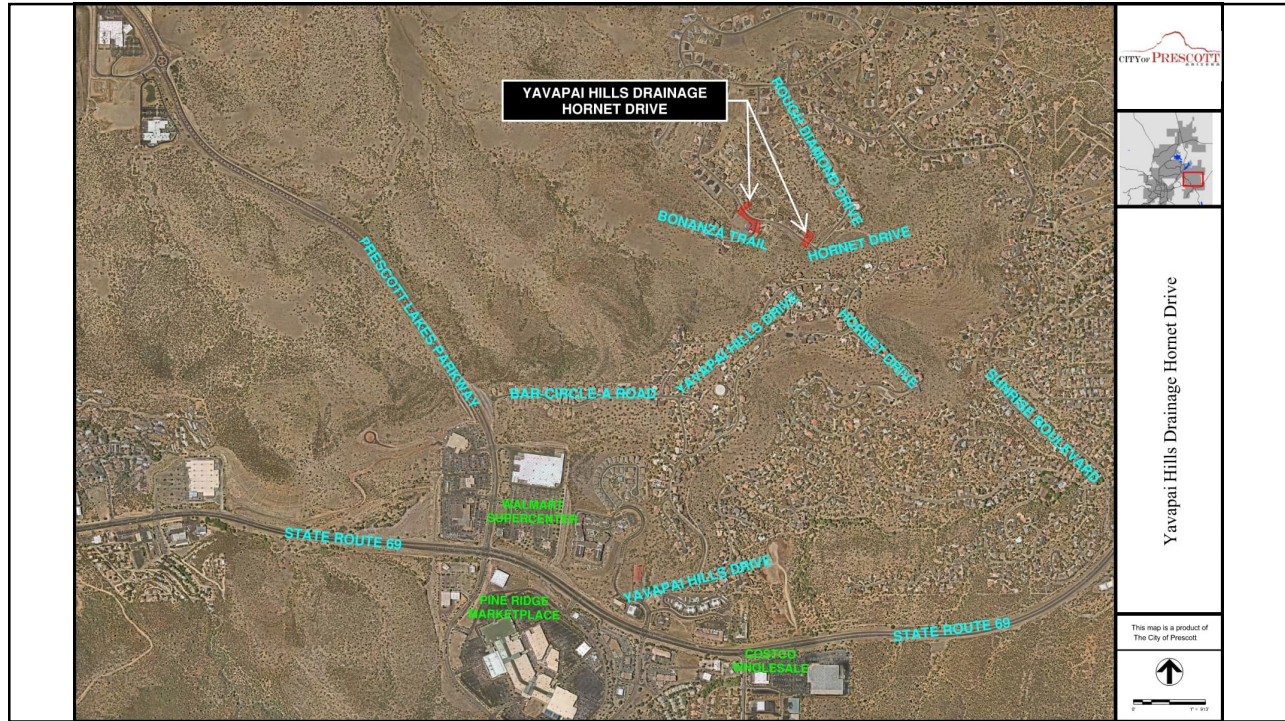 YAVAPAI HILLS DRAINAGE
HORNET DRIVE
ROUGH DIAMOND DRIVE
BONANZA TRAIL
HORNET DRIVE
PRESCOTT LAKES PARKWAY
YAVAPAI HILLS DRIVE
HORNET DRIVE
BAR-CIRCLE-A ROAD
SUNRISE BOULEVARD
WALMART
SUPERCENTER
STATE ROUTE 69
YAVAPAI HILLS DRIVE
PINE RIDGE
MARKETPLACE
STATE ROUTE 69
COSTCO
WHOLESALE
CITY OF PRESCOTT
ARIZONA
Yavapai Hills Drainage Hornet Drive
This map is a product of
The City of Prescott